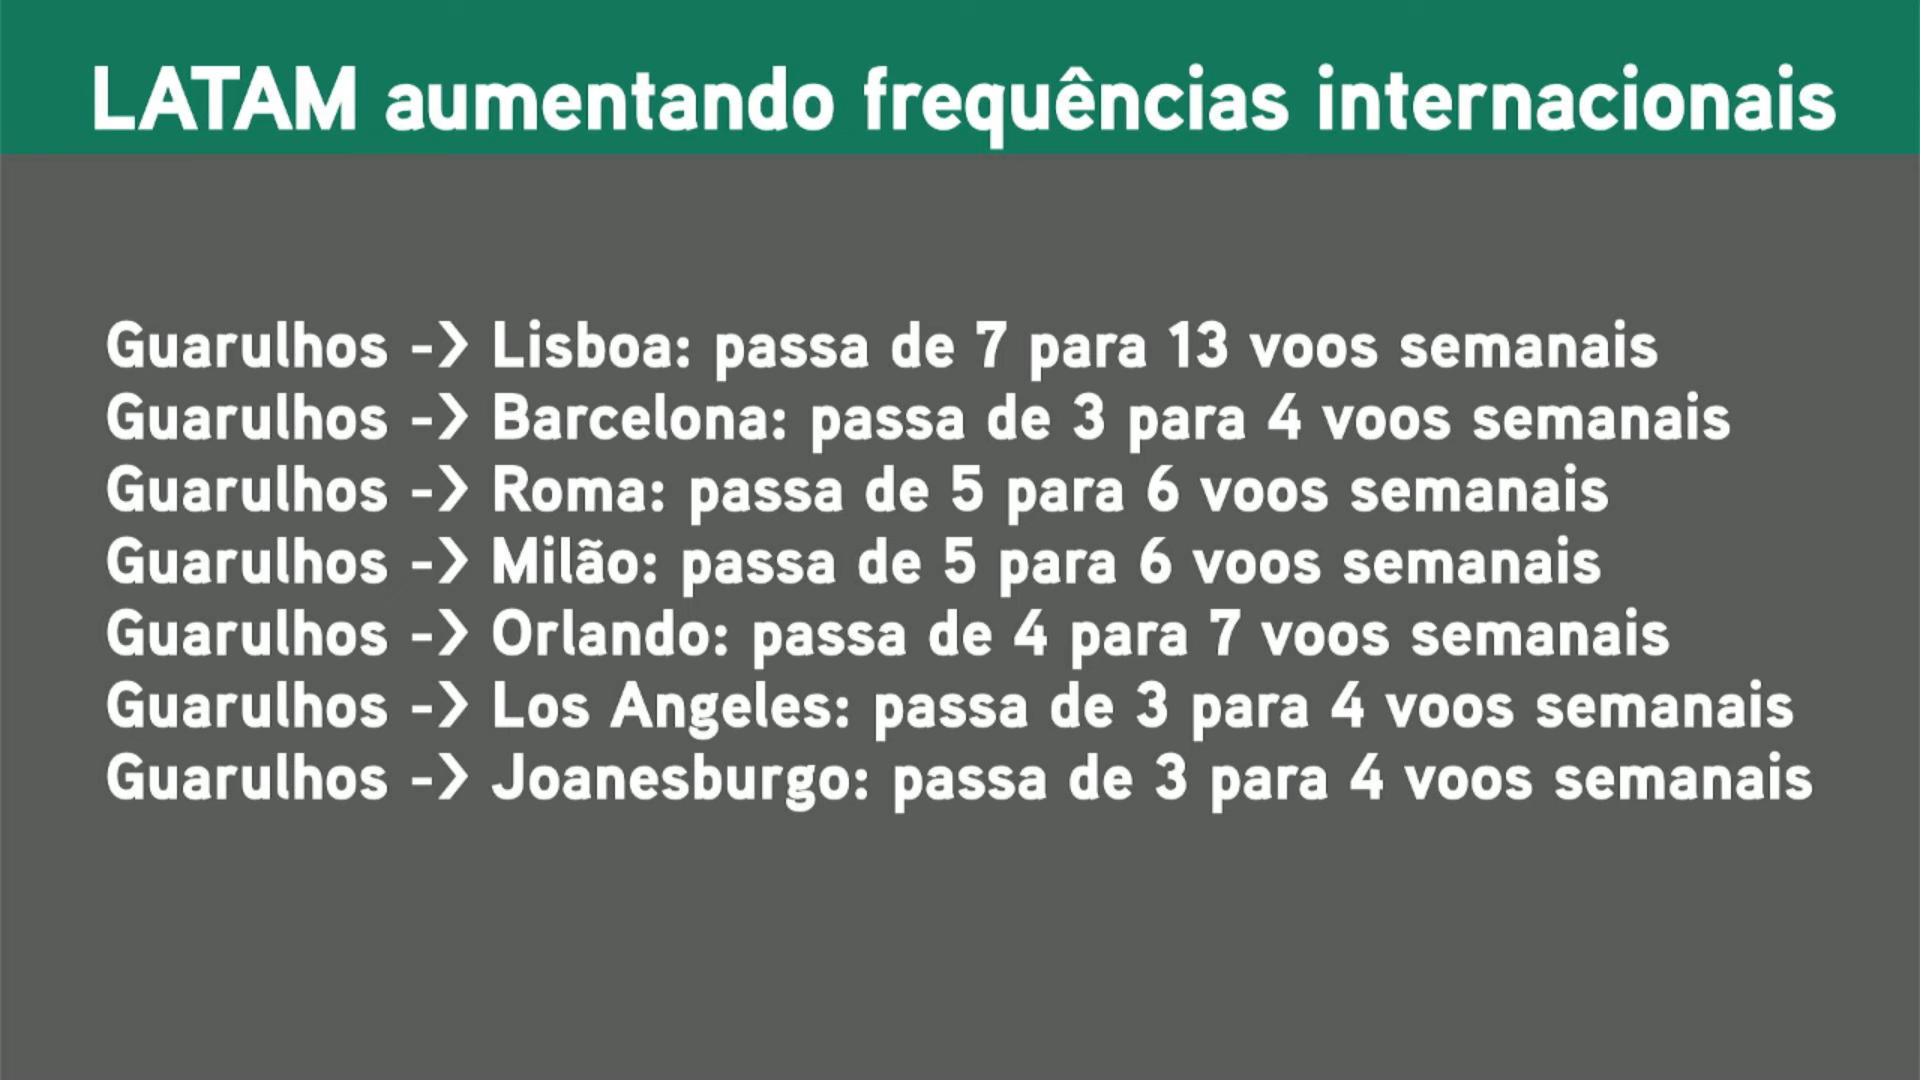 LATAM aumentando frequências internacionais
Guarulhos -> Lisboa: passa de 7 para 13 voos semanais
Guarulhos -> Barcelona: passa de 3 para 4 voos semanais
Guarulhos -> Roma: passa de 5 para 6 voos semanais
Guarulhos -> Milão: passa de 5 para 6 voos semanais
Guarulhos -> Orlando: passa de 4 para 7 voos semanais
Guarulhos -> Los Angeles: passa de 3 para 4 voos semanais
Guarulhos -> Joanesburgo: passa de 3 para 4 voos semanais